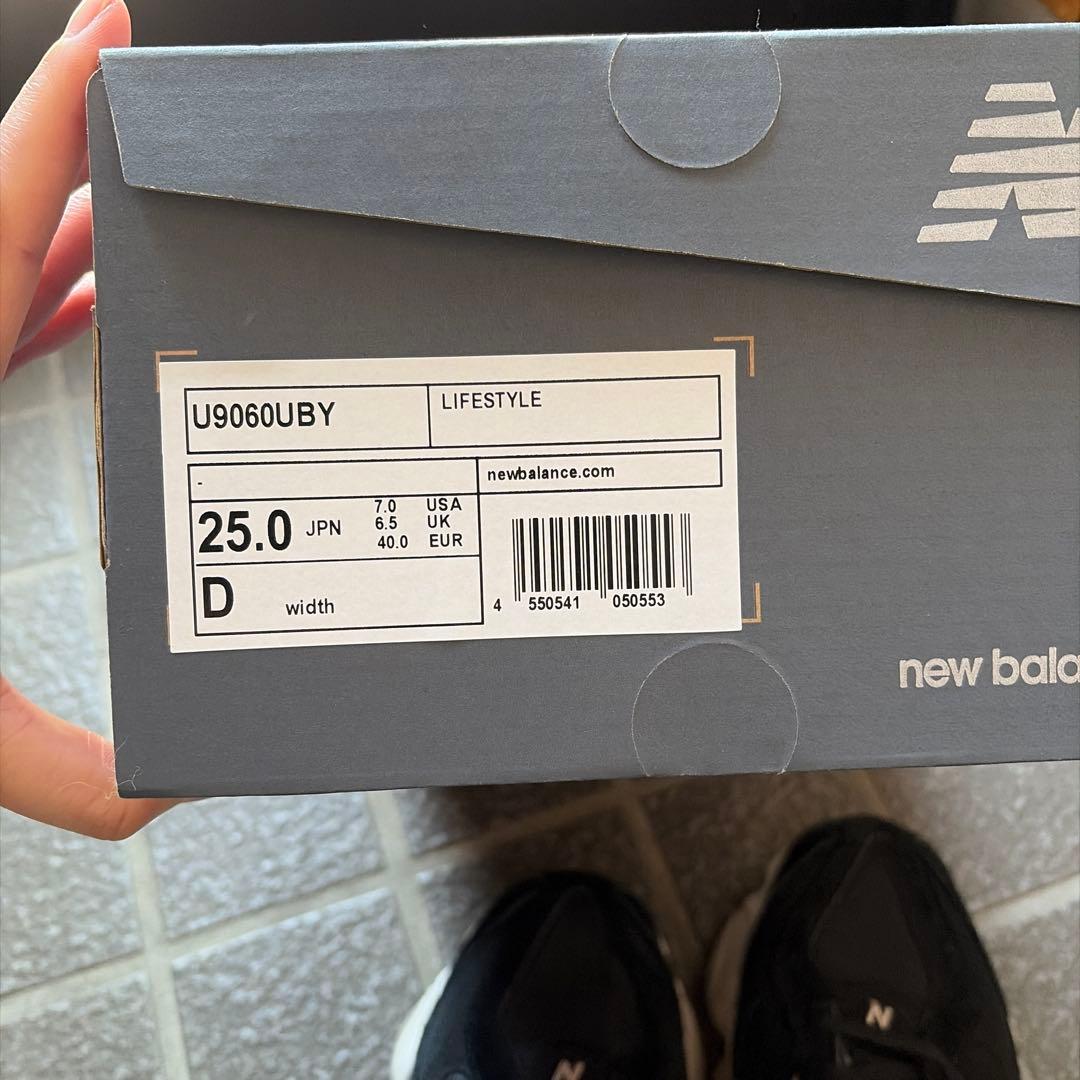 U9060UBY
LIFESTYLE
-
newbalance.com
25.0 JPN
7.0 USA
6.5 UK
40.0 EUR
D width
4 550541 050553
new bala
N
N